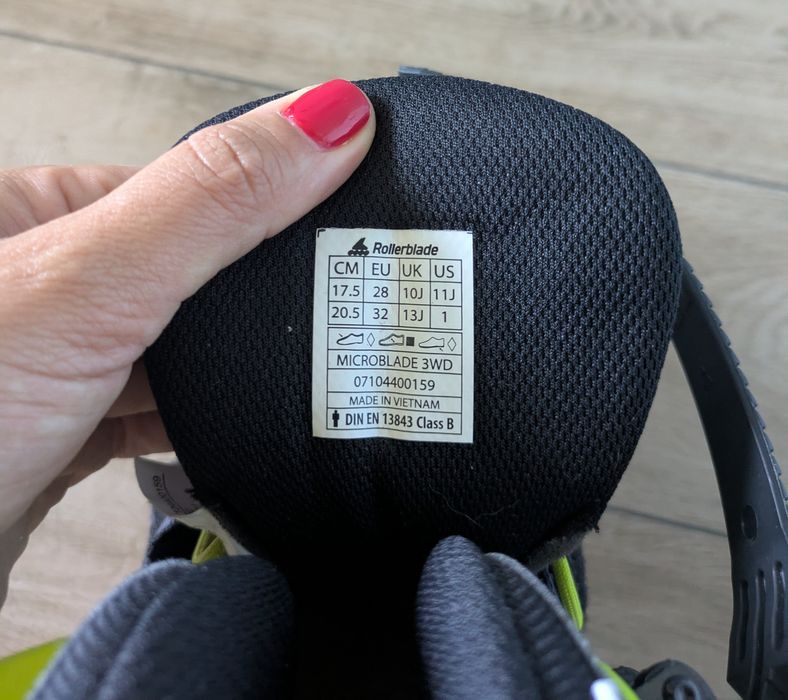 Rollerblade
CM EU UK US
17.5 28 10J 11J
20.5 32 13J 1
MICROBLADE 3WD
07104400159
MADE IN VIETNAM
DIN EN 13843 Class B